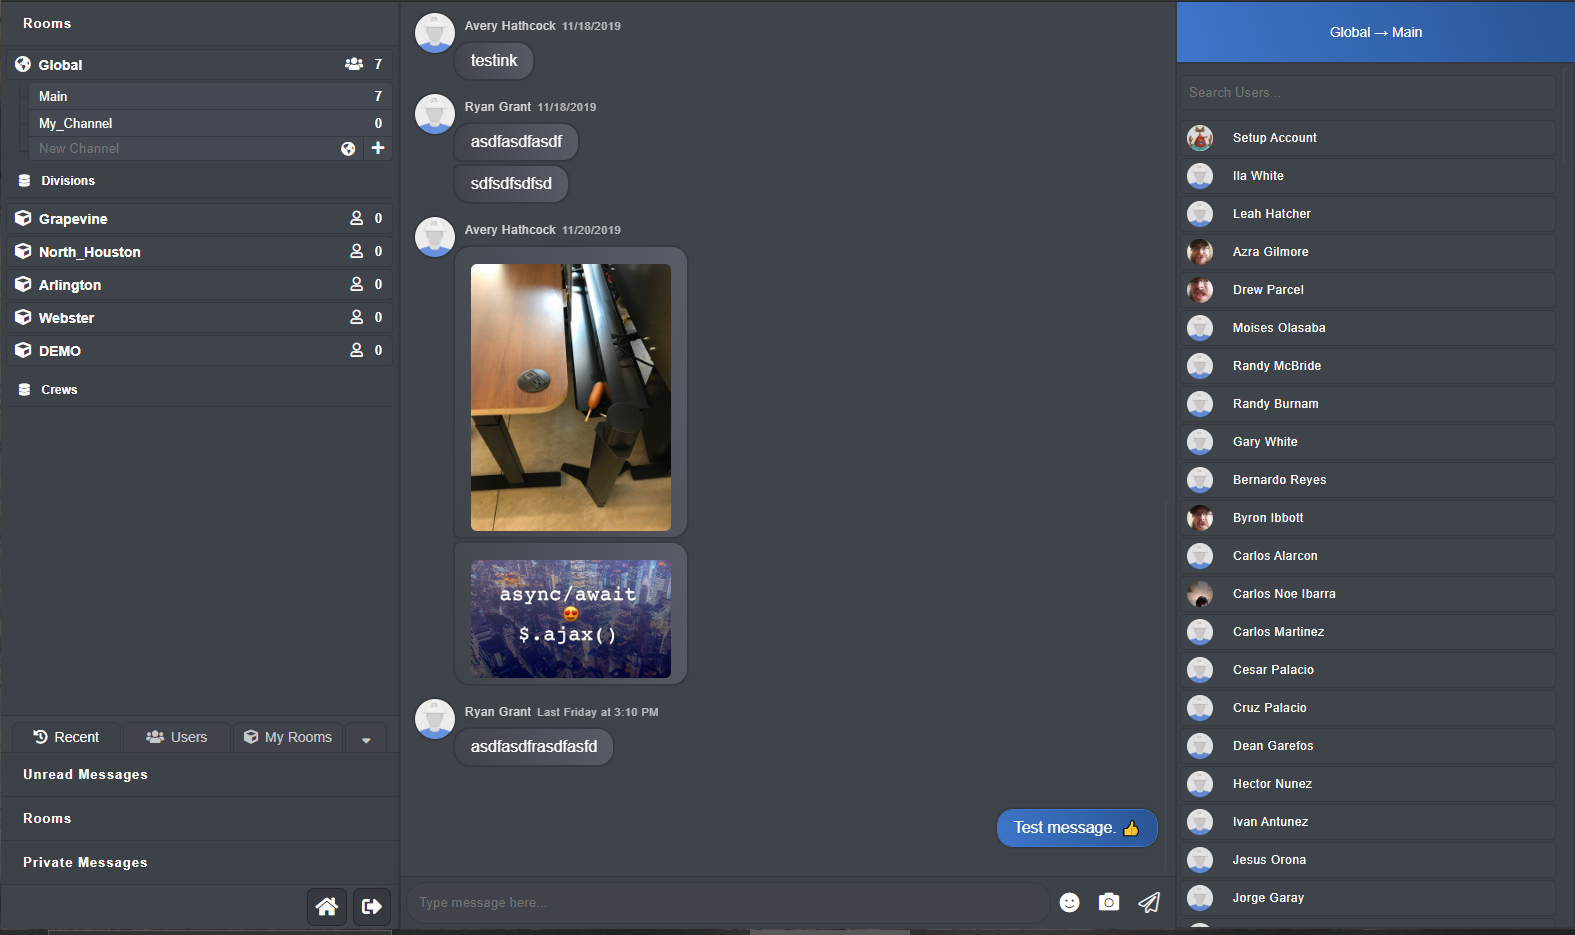 Rooms
Global 7
Main 7
My_Channel 0
New Channel
Divisions
Grapevine 0
North_Houston 0
Arlington 0
Webster 0
DEMO 0
Crews
Recent Users My Rooms
Unread Messages
Rooms
Private Messages
Avery Hathcock 11/18/2019
testink
Ryan Grant 11/18/2019
asdfasdfasdf
sdfsdfsdfsd
Avery Hathcock 11/20/2019
async/await
😍
$.ajax()
Ryan Grant Last Friday at 3:10 PM
asdfasdfrasdfasfd
Test message. 👍
Type message here...
Global → Main
Search Users...
Setup Account
Ila White
Leah Hatcher
Azra Gilmore
Drew Parcel
Moises Olasaba
Randy McBride
Randy Burnam
Gary White
Bernardo Reyes
Byron Ibbott
Carlos Alarcon
Carlos Noe Ibarra
Carlos Martinez
Cesar Palacio
Cruz Palacio
Dean Garefos
Hector Nunez
Ivan Antunez
Jesus Orona
Jorge Garay